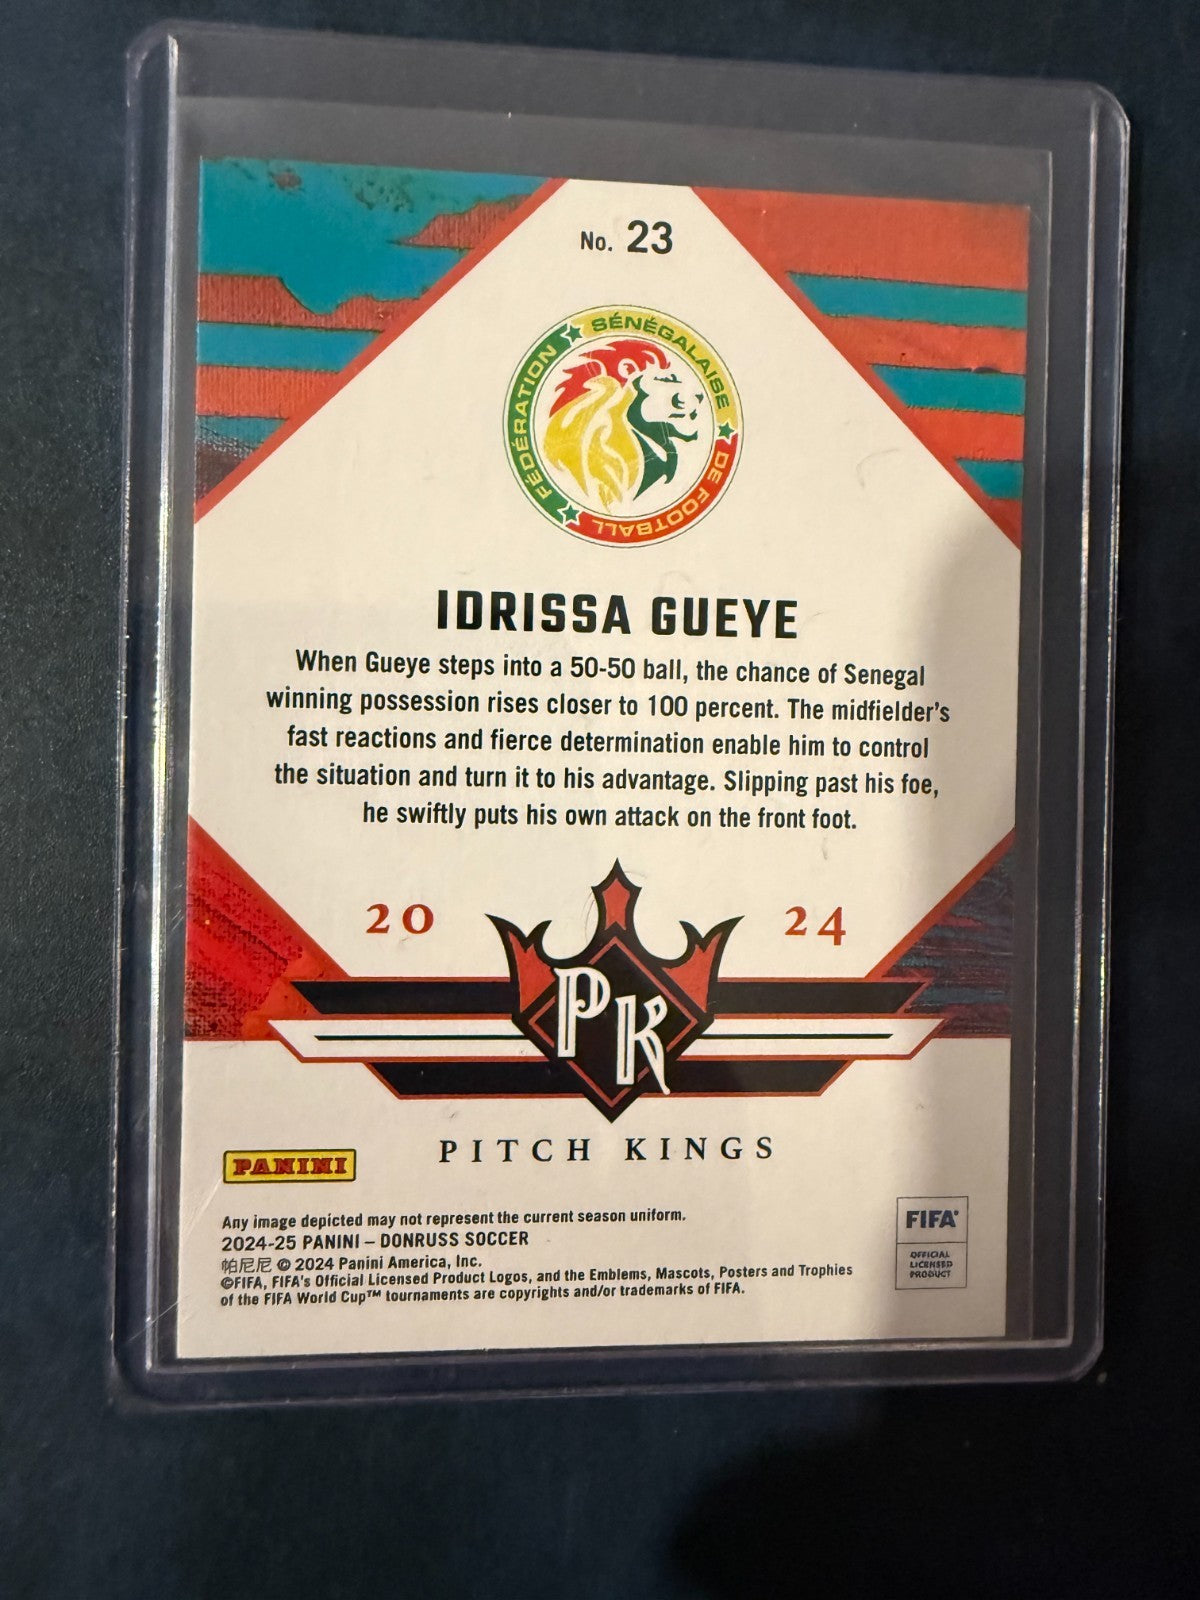 No. 23
FÉDÉRATION SÉNÉGALAISE DE FOOTBALL
IDRISSA GUEYE
When Gueye steps into a 50-50 ball, the chance of Senegal
winning possession rises closer to 100 percent. The midfielder's
fast reactions and fierce determination enable him to control
the situation and turn it to his advantage. Slipping past his foe,
he swiftly puts his own attack on the front foot.
20 24
PK
PITCH KINGS
PANINI
Any image depicted may not represent the current season uniform.
2024-25 PANINI – DONRUSS SOCCER
帕尼尼 © 2024 Panini America, Inc.
©FIFA, FIFA's Official Licensed Product Logos, and the Emblems, Mascots, Posters and Trophies
of the FIFA World Cup™ tournaments are copyrights and/or trademarks of FIFA.
FIFA®
OFFICIAL
LICENSED
PRODUCT